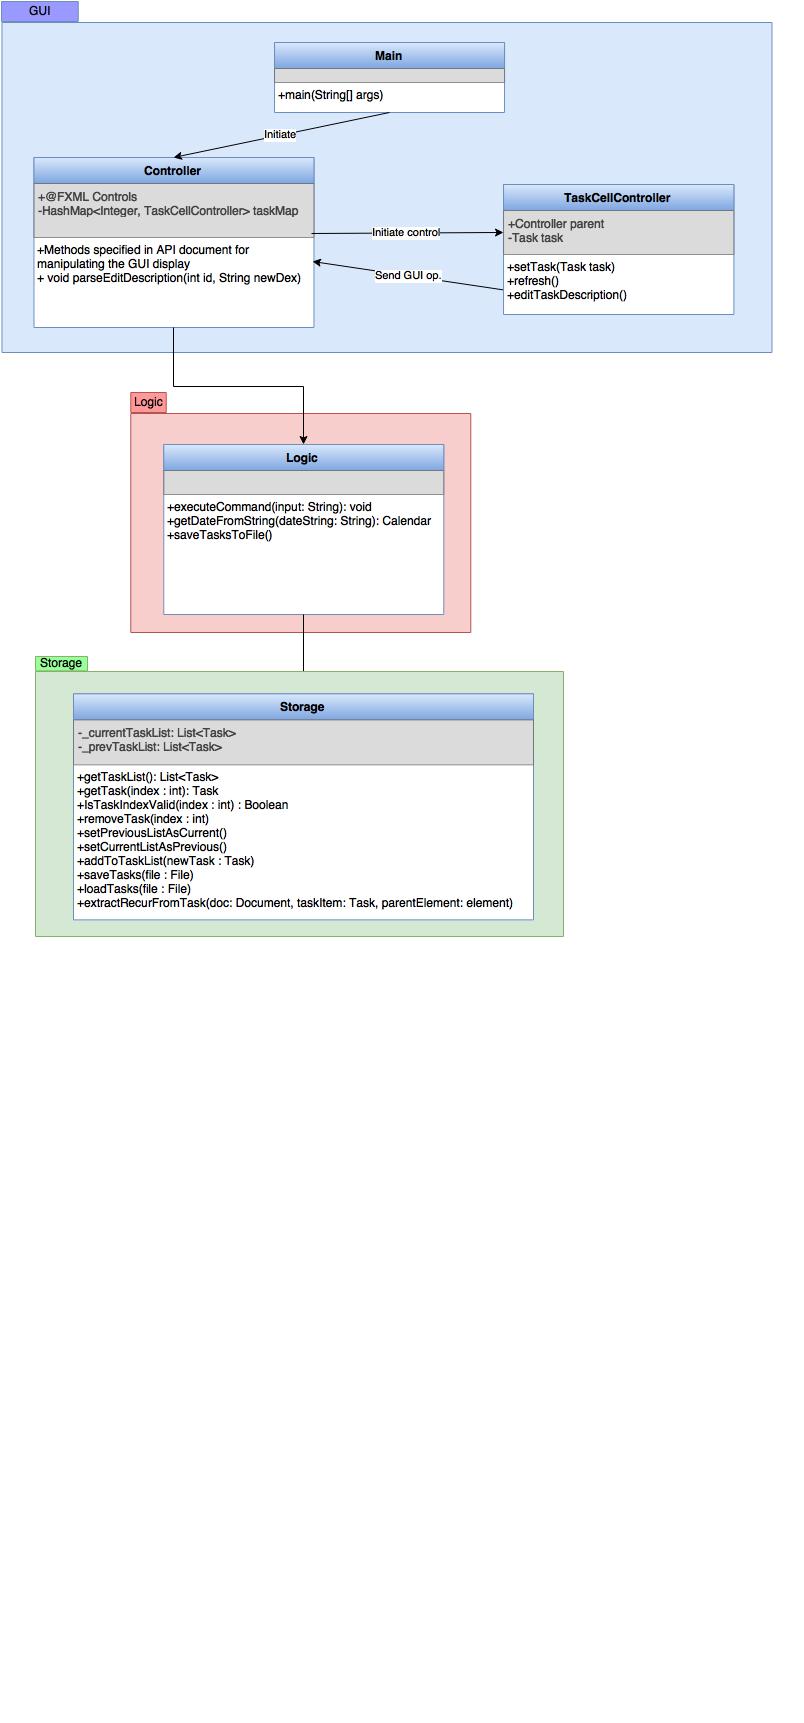 GUI
Main
+main(String[] args)
Initiate
Controller
+@FXML Controls
-HashMap<Integer, TaskCellController> taskMap
+Methods specified in API document for
manipulating the GUI display
+ void parseEditDescription(int id, String newDex)
Initiate control
Send GUI op.
TaskCellController
+Controller parent
-Task task
+setTask(Task task)
+refresh()
+editTaskDescription()
Logic
Logic
+executeCommand(input: String): void
+getDateFromString(dateString: String): Calendar
+saveTasksToFile()
Storage
Storage
-_currentTaskList: List<Task>
-_prevTaskList: List<Task>
+getTaskList(): List<Task>
+getTask(index : int): Task
+IsTaskIndexValid(index : int) : Boolean
+removeTask(index : int)
+setPreviousListAsCurrent()
+setCurrentListAsPrevious()
+addToTaskList(newTask : Task)
+saveTasks(file : File)
+loadTasks(file : File)
+extractRecurFromTask(doc: Document, taskItem: Task, parentElement: element)